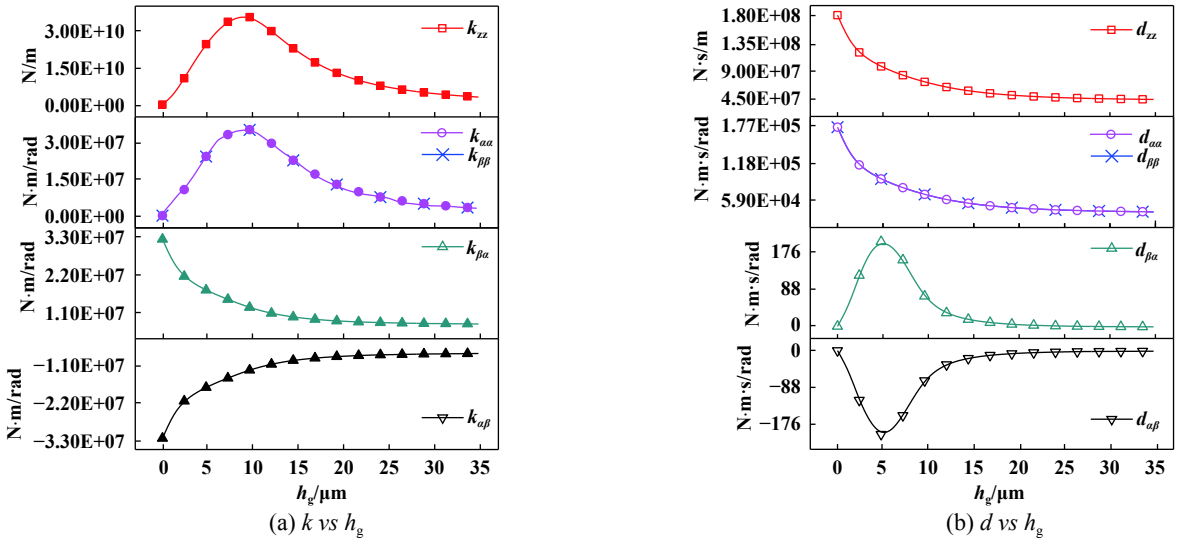 N/m
3.00E+10
1.50E+10
0.00E+00
k_zz
N·m/rad
3.00E+07
1.50E+07
0.00E+00
k_αα
k_ββ
N·m/rad
3.30E+07
2.20E+07
1.10E+07
k_βα
N·m/rad
−1.10E+07
−2.20E+07
−3.30E+07
k_αβ
0 5 10 15 20 25 30 35
h_g/μm
(a) k vs h_g
N·s/m
1.80E+08
1.35E+08
9.00E+07
4.50E+07
d_zz
N·m·s/rad
1.77E+05
1.18E+05
5.90E+04
d_αα
d_ββ
N·m·s/rad
176
88
0
d_βα
N·m·s/rad
0
−88
−176
d_αβ
0 5 10 15 20 25 30 35
h_g/μm
(b) d vs h_g